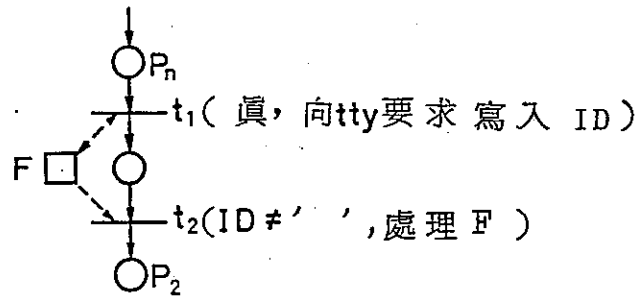 Pn
t1( 眞，向tty要求寫入 ID)
F
t2(ID≠' ',處理 F )
P2